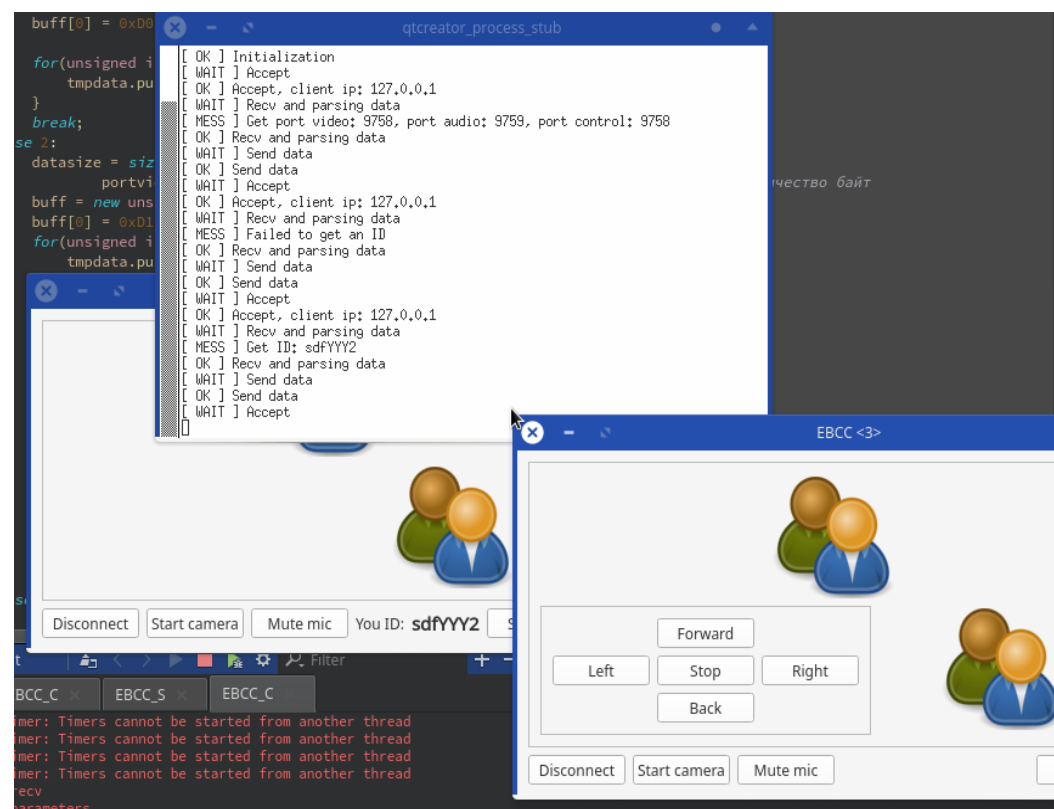 buff[0] = 0xD0
qtcreator_process_stub
for(unsigned i
tmpdata.pu
}
break;
se 2:
datasize = siz
portvi
ичество байт
buff = new uns
buff[0] = 0xD1
for(unsigned i
tmpdata.pu
[ OK ] Initialization
[ WAIT ] Accept
[ OK ] Accept, client ip: 127.0.0.1
[ WAIT ] Recv and parsing data
[ MESS ] Get port video: 9758, port audio: 9759, port control: 9758
[ OK ] Recv and parsing data
[ WAIT ] Send data
[ OK ] Send data
[ WAIT ] Accept
[ OK ] Accept, client ip: 127.0.0.1
[ WAIT ] Recv and parsing data
[ MESS ] Failed to get an ID
[ OK ] Recv and parsing data
[ WAIT ] Send data
[ OK ] Send data
[ WAIT ] Accept
[ OK ] Accept, client ip: 127.0.0.1
[ WAIT ] Recv and parsing data
[ MESS ] Get ID: sdfYYY2
[ OK ] Recv and parsing data
[ WAIT ] Send data
[ OK ] Send data
[ WAIT ] Accept
EBCC <3>
Disconnect Start camera Mute mic You ID: sdfYYY2 S
Forward
Left Stop Right
Back
Disconnect Start camera Mute mic
t Filter
EBCC_C EBCC_S EBCC_C
imer: Timers cannot be started from another thread
imer: Timers cannot be started from another thread
imer: Timers cannot be started from another thread
imer: Timers cannot be started from another thread
recv
parameters